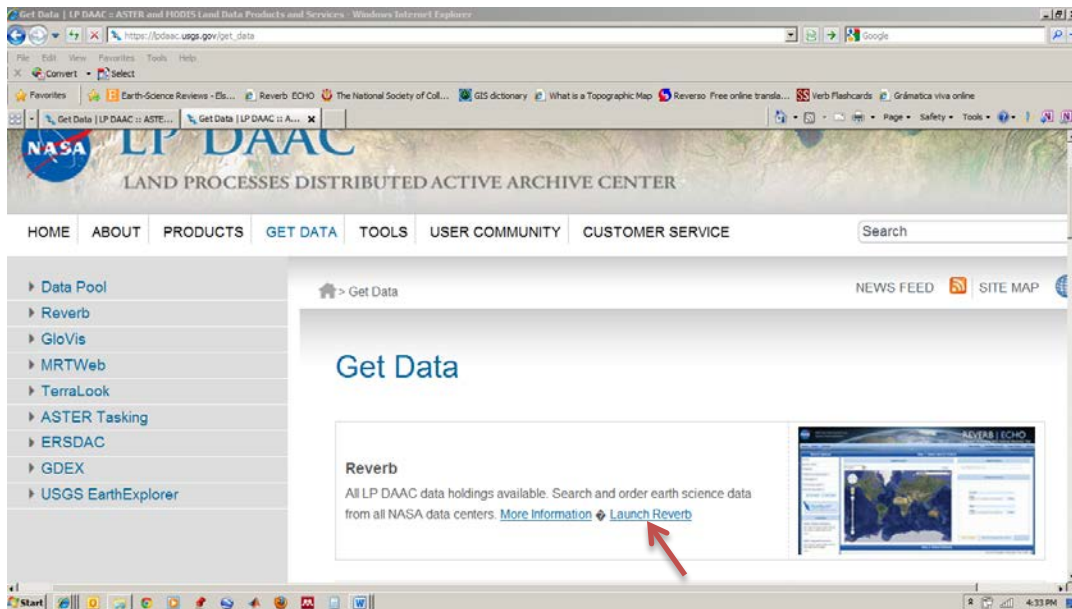 Get Data | LP DAAC :: ASTER and MODIS Land Data Products and Services - Windows Internet Explorer
https://lpdaac.usgs.gov/get_data
Google
File Edit View Favorites Tools Help
X Convert Select
Favorites Earth-Science Reviews - Els... Reverb ECHO The National Society of Coll... GIS dictionary What is a Topographic Map Reverso Free online transla... Verb Flashcards Grámatica viva online
Get Data | LP DAAC :: ASTE... Get Data | LP DAAC :: A... X Page Safety Tools
NASA LP DAAC
LAND PROCESSES DISTRIBUTED ACTIVE ARCHIVE CENTER
HOME ABOUT PRODUCTS GET DATA TOOLS USER COMMUNITY CUSTOMER SERVICE Search
Data Pool
Reverb
GloVis
MRTWeb
TerraLook
ASTER Tasking
ERSDAC
GDEX
USGS EarthExplorer
> Get Data NEWS FEED SITE MAP
Get Data
Reverb
All LP DAAC data holdings available. Search and order earth science data
from all NASA data centers. More Information � Launch Reverb
REVERB | ECHO
Start 4:33 PM